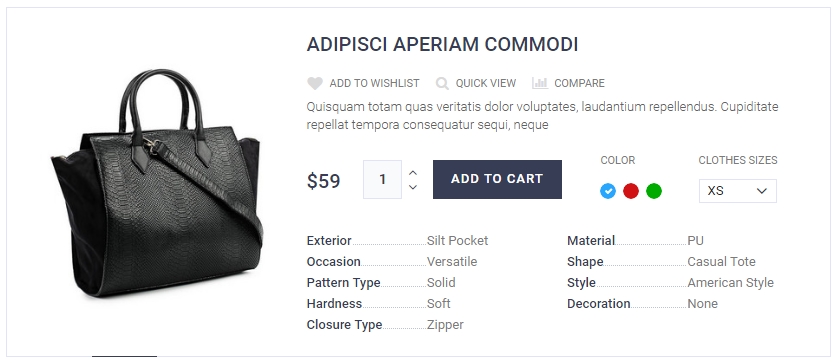 ADIPISCI APERIAM COMMODI
ADD TO WISHLIST QUICK VIEW COMPARE
Quisquam totam quas veritatis dolor voluptates, laudantium repellendus. Cupiditate
repellat tempora consequatur sequi, neque
COLOR CLOTHES SIZES
$59 1 ADD TO CART XS
Exterior Silt Pocket Material PU
Occasion Versatile Shape Casual Tote
Pattern Type Solid Style American Style
Hardness Soft Decoration None
Closure Type Zipper